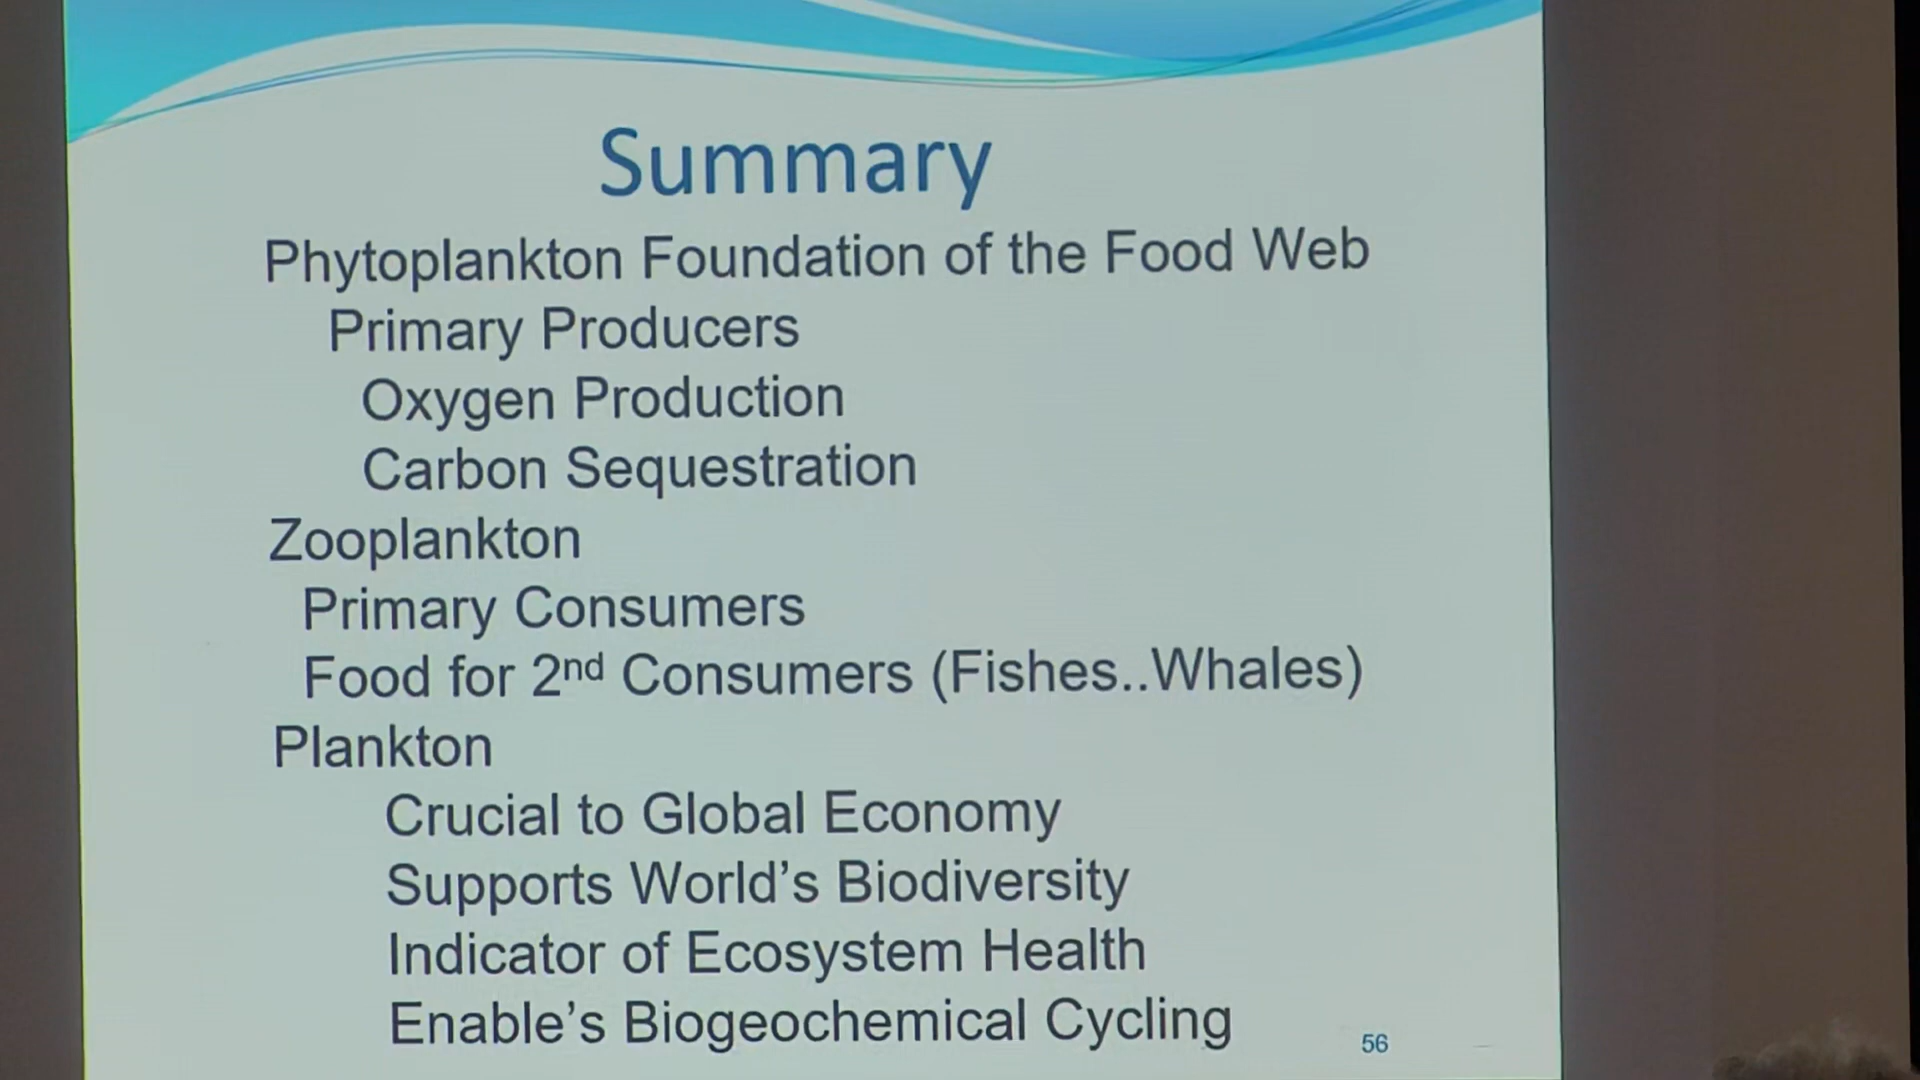 Summary
Phytoplankton Foundation of the Food Web
Primary Producers
Oxygen Production
Carbon Sequestration
Zooplankton
Primary Consumers
Food for 2nd Consumers (Fishes..Whales)
Plankton
Crucial to Global Economy
Supports World’s Biodiversity
Indicator of Ecosystem Health
Enable’s Biogeochemical Cycling
56